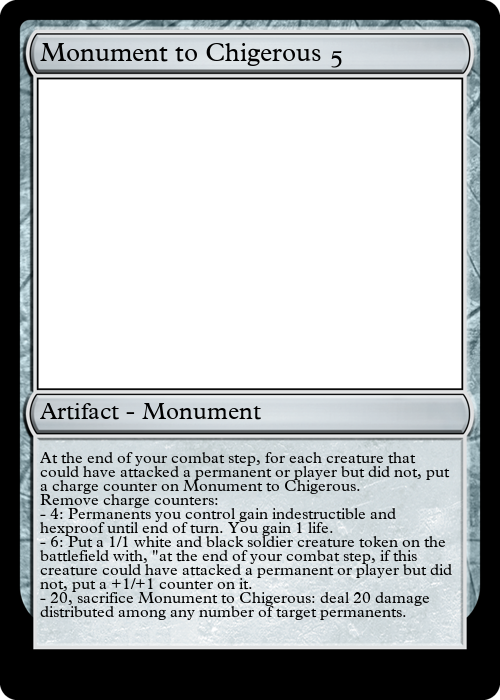 Monument to Chigerous 5
Artifact - Monument
At the end of your combat step, for each creature that
could have attacked a permanent or player but did not, put
a charge counter on Monument to Chigerous.
Remove charge counters:
- 4: Permanents you control gain indestructible and
hexproof until end of turn. You gain 1 life.
- 6: Put a 1/1 white and black soldier creature token on the
battlefield with, "at the end of your combat step, if this
creature could have attacked a permanent or player but did
not, put a +1/+1 counter on it.
- 20, sacrifice Monument to Chigerous: deal 20 damage
distributed among any number of target permanents.